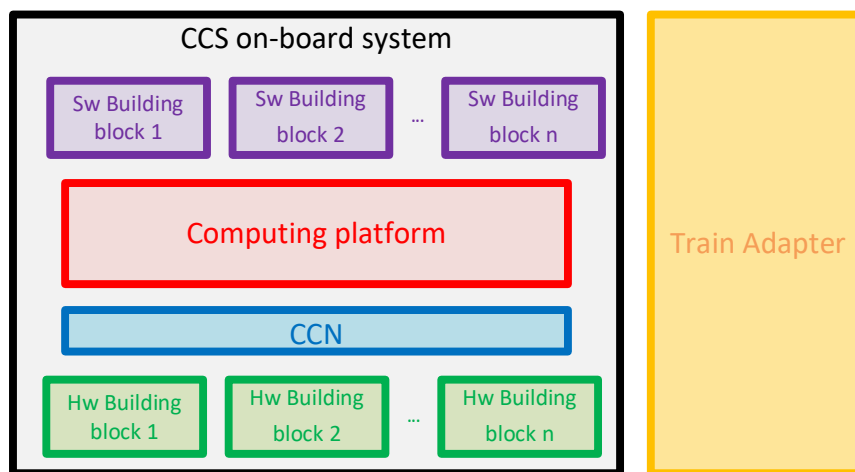 CCS on-board system
Sw Building
block 1
Sw Building
block 2
...
Sw Building
block n
Computing platform
Train Adapter
CCN
Hw Building
block 1
Hw Building
block 2
...
Hw Building
block n